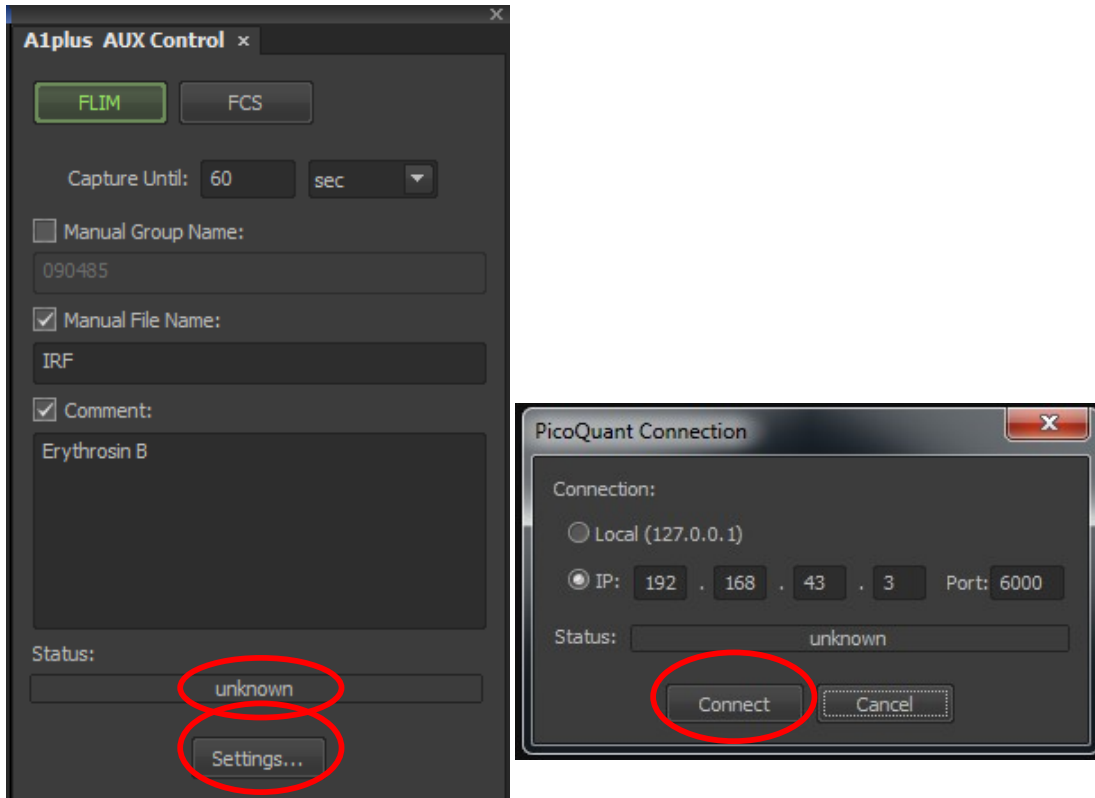 A1plus AUX Control ×
FLIM FCS
Capture Until: 60 sec
Manual Group Name:
090485
Manual File Name:
IRF
Comment:
Erythrosin B
Status:
unknown
Settings...
PicoQuant Connection
Connection:
Local (127.0.0.1)
IP: 192 . 168 . 43 . 3 Port: 6000
Status: unknown
Connect Cancel